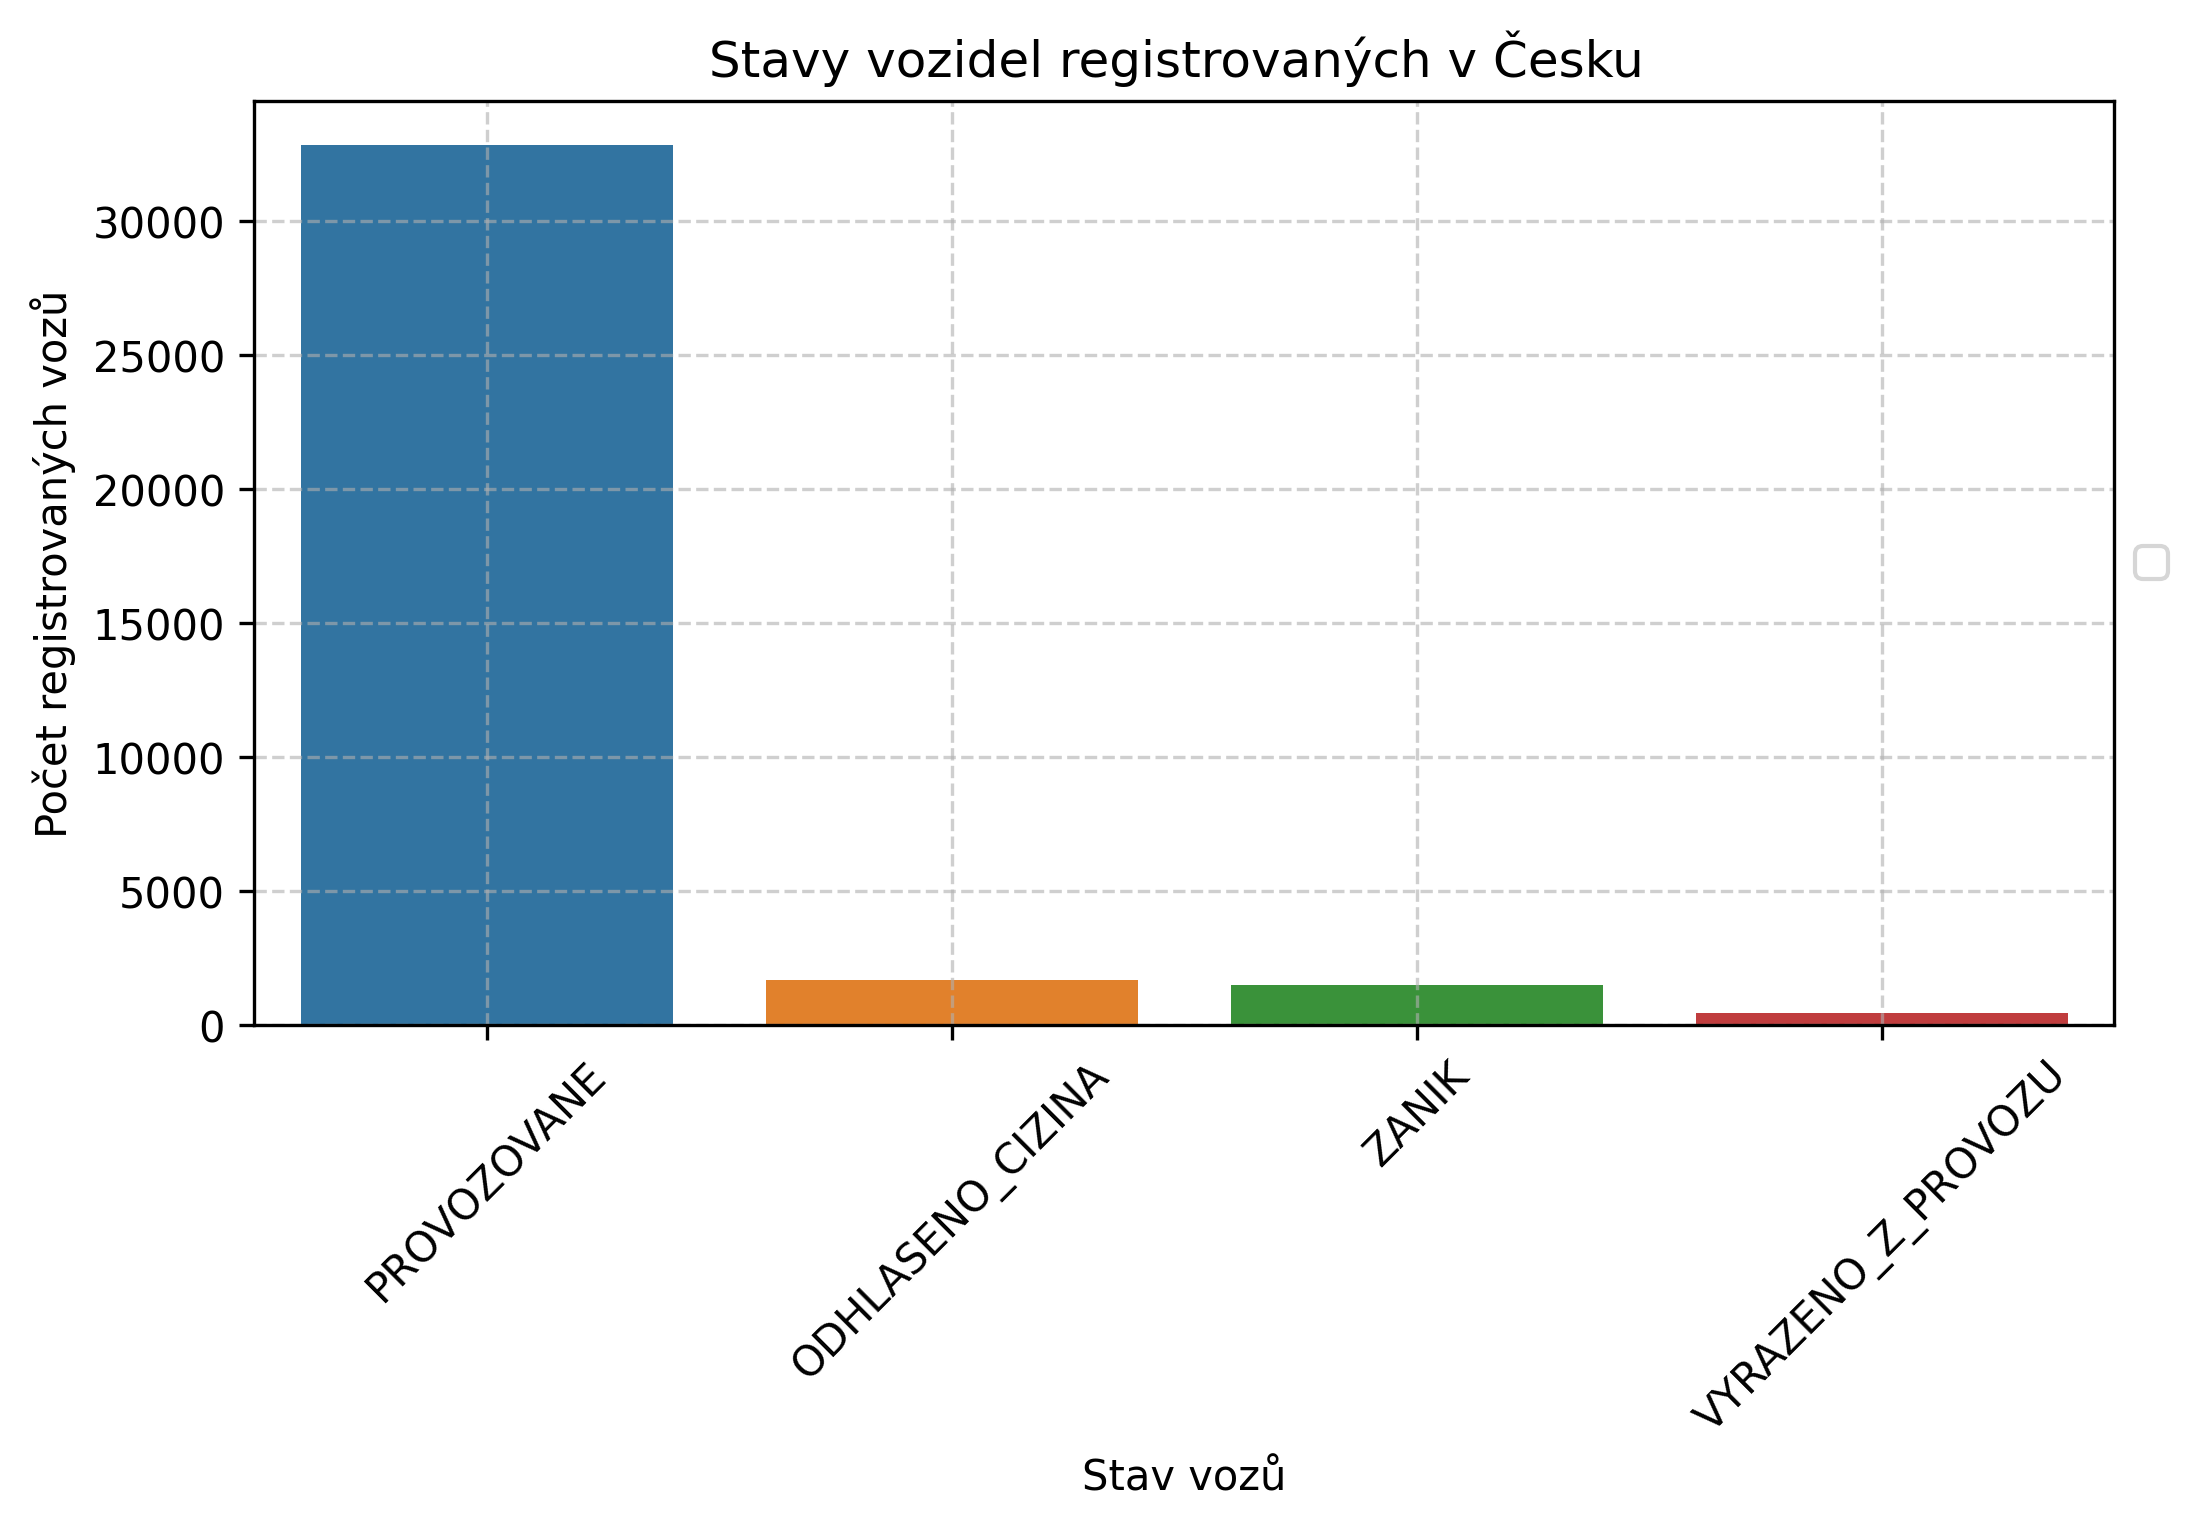 Stavy vozidel registrovaných v Česku
Počet registrovaných vozů
30000
25000
20000
15000
10000
5000
0
PROVOZOVANE
ODHLASENO_CIZINA
ZANIK
VYRAZENO_Z_PROVOZU
Stav vozů